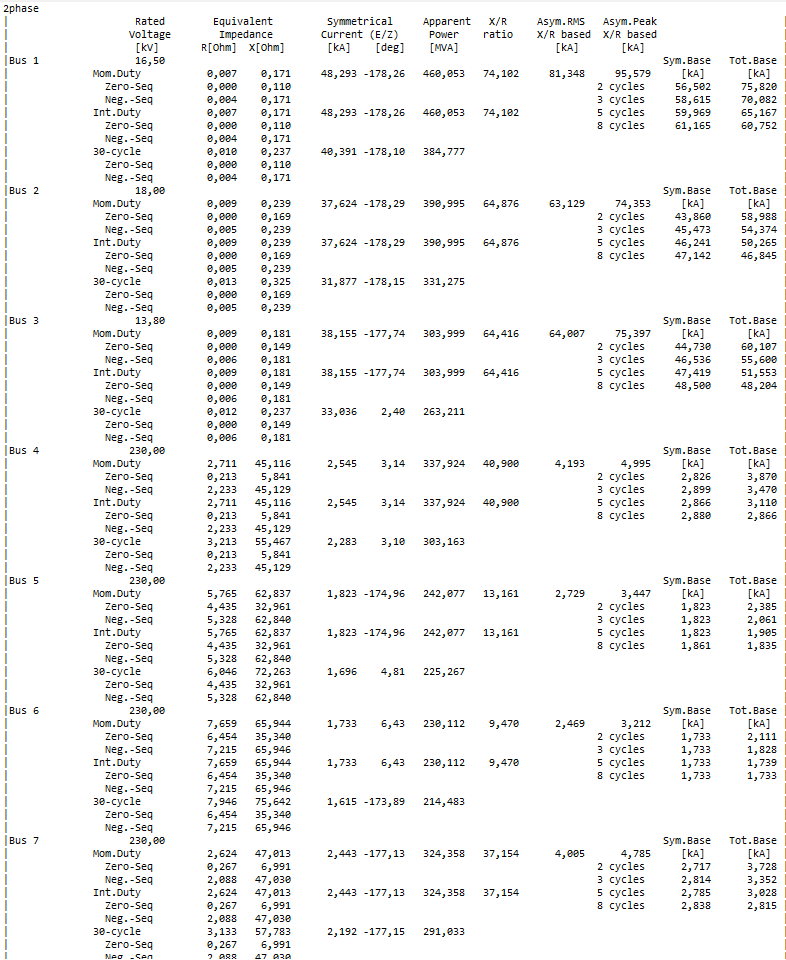 2phase
Rated Equivalent Symmetrical Apparent X/R Asym.RMS Asym.Peak
Voltage Impedance Current (E/Z) Power ratio X/R based X/R based
[kV] R[Ohm] X[Ohm] [kA] [deg] [MVA] [kA] [kA]
Bus 1 16,50 Sym.Base Tot.Base
Mom.Duty 0,007 0,171 48,293 -178,26 460,053 74,102 81,348 95,579 [kA] [kA]
Zero-Seq 0,000 0,110 2 cycles 56,502 75,820
Neg.-Seq 0,004 0,171 3 cycles 58,615 70,082
Int.Duty 0,007 0,171 48,293 -178,26 460,053 74,102 5 cycles 59,969 65,167
Zero-Seq 0,000 0,110 8 cycles 61,165 60,752
Neg.-Seq 0,004 0,171
30-cycle 0,010 0,237 40,391 -178,10 384,777
Zero-Seq 0,000 0,110
Neg.-Seq 0,004 0,171
Bus 2 18,00 Sym.Base Tot.Base
Mom.Duty 0,009 0,239 37,624 -178,29 390,995 64,876 63,129 74,353 [kA] [kA]
Zero-Seq 0,000 0,169 2 cycles 43,860 58,988
Neg.-Seq 0,005 0,239 3 cycles 45,473 54,374
Int.Duty 0,009 0,239 37,624 -178,29 390,995 64,876 5 cycles 46,241 50,265
Zero-Seq 0,000 0,169 8 cycles 47,142 46,845
Neg.-Seq 0,005 0,239
30-cycle 0,013 0,325 31,877 -178,15 331,275
Zero-Seq 0,000 0,169
Neg.-Seq 0,005 0,239
Bus 3 13,80 Sym.Base Tot.Base
Mom.Duty 0,009 0,181 38,155 -177,74 303,999 64,416 64,007 75,397 [kA] [kA]
Zero-Seq 0,000 0,149 2 cycles 44,730 60,107
Neg.-Seq 0,006 0,181 3 cycles 46,536 55,600
Int.Duty 0,009 0,181 38,155 -177,74 303,999 64,416 5 cycles 47,419 51,553
Zero-Seq 0,000 0,149 8 cycles 48,500 48,204
Neg.-Seq 0,006 0,181
30-cycle 0,012 0,237 33,036 2,40 263,211
Zero-Seq 0,000 0,149
Neg.-Seq 0,006 0,181
Bus 4 230,00 Sym.Base Tot.Base
Mom.Duty 2,711 45,116 2,545 3,14 337,924 40,900 4,193 4,995 [kA] [kA]
Zero-Seq 0,213 5,841 2 cycles 2,826 3,870
Neg.-Seq 2,233 45,129 3 cycles 2,899 3,470
Int.Duty 2,711 45,116 2,545 3,14 337,924 40,900 5 cycles 2,866 3,110
Zero-Seq 0,213 5,841 8 cycles 2,880 2,866
Neg.-Seq 2,233 45,129
30-cycle 3,213 55,467 2,283 3,10 303,163
Zero-Seq 0,213 5,841
Neg.-Seq 2,233 45,129
Bus 5 230,00 Sym.Base Tot.Base
Mom.Duty 5,765 62,837 1,823 -174,96 242,077 13,161 2,729 3,447 [kA] [kA]
Zero-Seq 4,435 32,961 2 cycles 1,823 2,385
Neg.-Seq 5,328 62,840 3 cycles 1,823 2,061
Int.Duty 5,765 62,837 1,823 -174,96 242,077 13,161 5 cycles 1,823 1,905
Zero-Seq 4,435 32,961 8 cycles 1,861 1,835
Neg.-Seq 5,328 62,840
30-cycle 6,046 72,263 1,696 4,81 225,267
Zero-Seq 4,435 32,961
Neg.-Seq 5,328 62,840
Bus 6 230,00 Sym.Base Tot.Base
Mom.Duty 7,659 65,944 1,733 6,43 230,112 9,470 2,469 3,212 [kA] [kA]
Zero-Seq 6,454 35,340 2 cycles 1,733 2,111
Neg.-Seq 7,215 65,946 3 cycles 1,733 1,828
Int.Duty 7,659 65,944 1,733 6,43 230,112 9,470 5 cycles 1,733 1,739
Zero-Seq 6,454 35,340 8 cycles 1,733 1,733
Neg.-Seq 7,215 65,946
30-cycle 7,946 75,642 1,615 -173,89 214,483
Zero-Seq 6,454 35,340
Neg.-Seq 7,215 65,946
Bus 7 230,00 Sym.Base Tot.Base
Mom.Duty 2,624 47,013 2,443 -177,13 324,358 37,154 4,005 4,785 [kA] [kA]
Zero-Seq 0,267 6,991 2 cycles 2,717 3,728
Neg.-Seq 2,088 47,030 3 cycles 2,814 3,352
Int.Duty 2,624 47,013 2,443 -177,13 324,358 37,154 5 cycles 2,785 3,028
Zero-Seq 0,267 6,991 8 cycles 2,838 2,815
Neg.-Seq 2,088 47,030
30-cycle 3,133 57,783 2,192 -177,15 291,033
Zero-Seq 0,267 6,991
Neg.-Seq 2,088 47,030